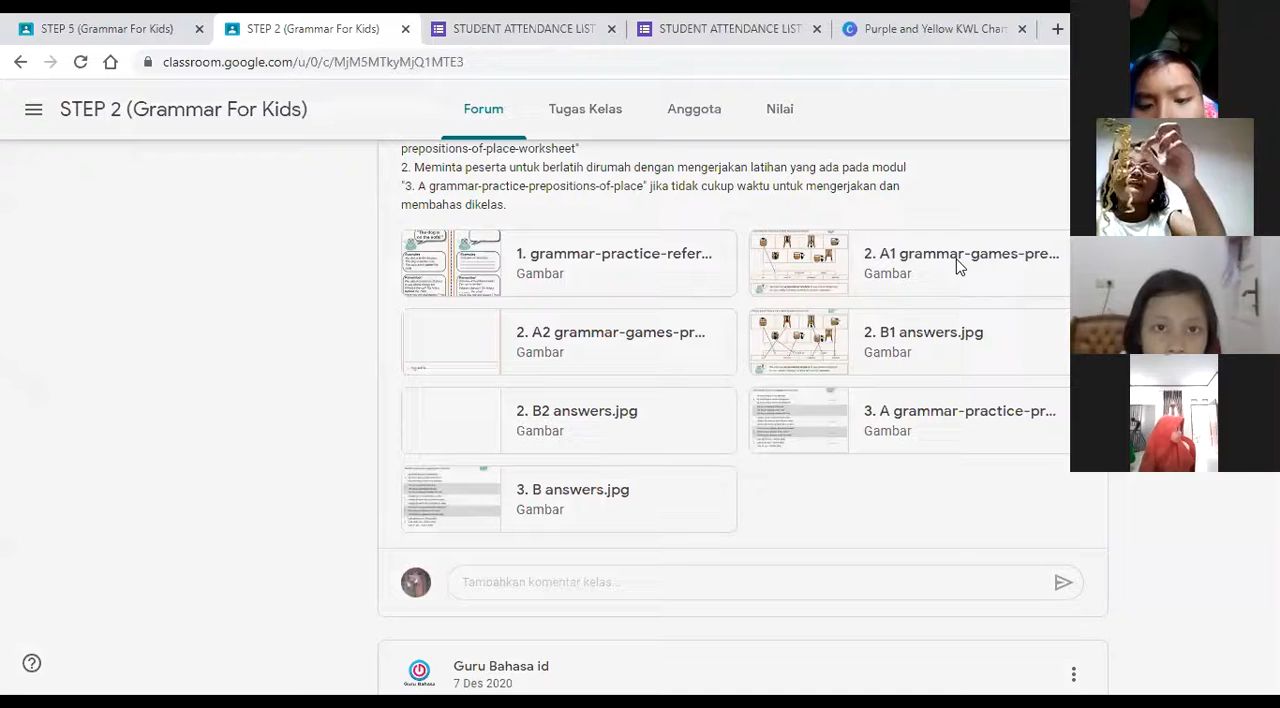 STEP 5 (Grammar For Kids)
STEP 2 (Grammar For Kids)
STUDENT ATTENDANCE LIST
STUDENT ATTENDANCE LIST
Purple and Yellow KWL Char
classroom.google.com/u/0/c/MjM5MTkyMjQ1MTE3
STEP 2 (Grammar For Kids)
Forum
Tugas Kelas
Anggota
Nilai
prepositions-of-place-worksheet"
2. Meminta peserta untuk berlatih dirumah dengan mengerjakan latihan yang ada pada modul
"3. A grammar-practice-prepositions-of-place" jika tidak cukup waktu untuk mengerjakan dan
membahas dikelas.
1. grammar-practice-refer...
Gambar
2. A1 grammar-games-pre...
Gambar
2. A2 grammar-games-pr...
Gambar
2. B1 answers.jpg
Gambar
2. B2 answers.jpg
Gambar
3. A grammar-practice-pr...
Gambar
3. B answers.jpg
Gambar
Tambahkan komentar kelas...
Guru Bahasa id
7 Des 2020